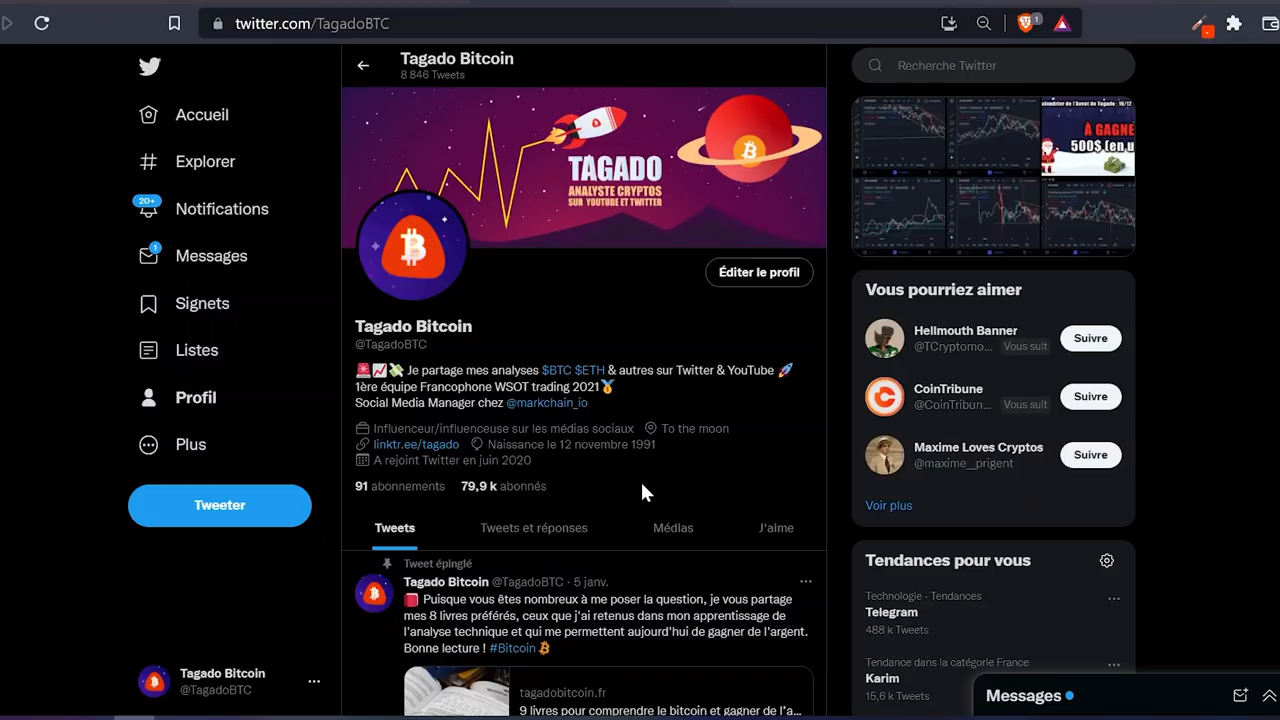 twitter.com/TagadoBTC
1
Accueil
Explorer
20+
Notifications
1
Messages
Signets
Listes
Profil
Plus
Tweeter
Tagado Bitcoin
@TagadoBTC
Tagado Bitcoin
8 846 Tweets
TAGADO
ANALYSTE CRYPTOS
SUR YOUTUBE ET TWITTER
Éditer le profil
Tagado Bitcoin
@TagadoBTC
🚨📈💸 Je partage mes analyses $BTC $ETH & autres sur Twitter & YouTube 🚀
1ère équipe Francophone WSOT trading 2021🥇
Social Media Manager chez @markchain_io
Influenceur/influenceuse sur les médias sociaux To the moon
linktr.ee/tagado Naissance le 12 novembre 1991
A rejoint Twitter en juin 2020
91 abonnements 79,9 k abonnés
Tweets Tweets et réponses Médias J'aime
Tweet épinglé
Tagado Bitcoin @TagadoBTC · 5 janv.
📕 Puisque vous êtes nombreux à me poser la question, je vous partage
mes 8 livres préférés, ceux que j'ai retenus dans mon apprentissage de
l'analyse technique et qui me permettent aujourd'hui de gagner de l'argent.
Bonne lecture ! #Bitcoin
tagadobitcoin.fr
9 livres pour comprendre le bitcoin et gagner de l'a...
Recherche Twitter
de Tagado : 15/12
À GAGNE
500$ (en
Vous pourriez aimer
Hellmouth Banner
@TCryptomo... Vous suit
Suivre
CoinTribune
@CoinTribun... Vous suit
Suivre
Maxime Loves Cryptos
@maxime__prigent
Suivre
Voir plus
Tendances pour vous
Technologie · Tendances
Telegram
488 k Tweets
Tendance dans la catégorie France
Karim
15,6 k Tweets
Messages